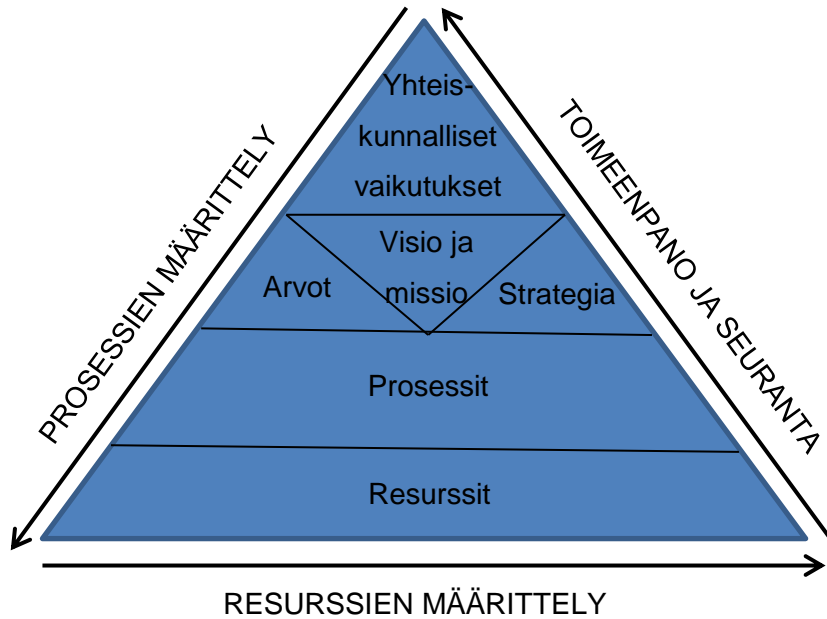 Yhteis-
kunnalliset
vaikutukset
Visio ja
missio
Arvot
Strategia
Prosessit
Resurssit
PROSESSIEN MÄÄRITTELY
TOIMEENPANO JA SEURANTA
RESURSSIEN MÄÄRITTELY